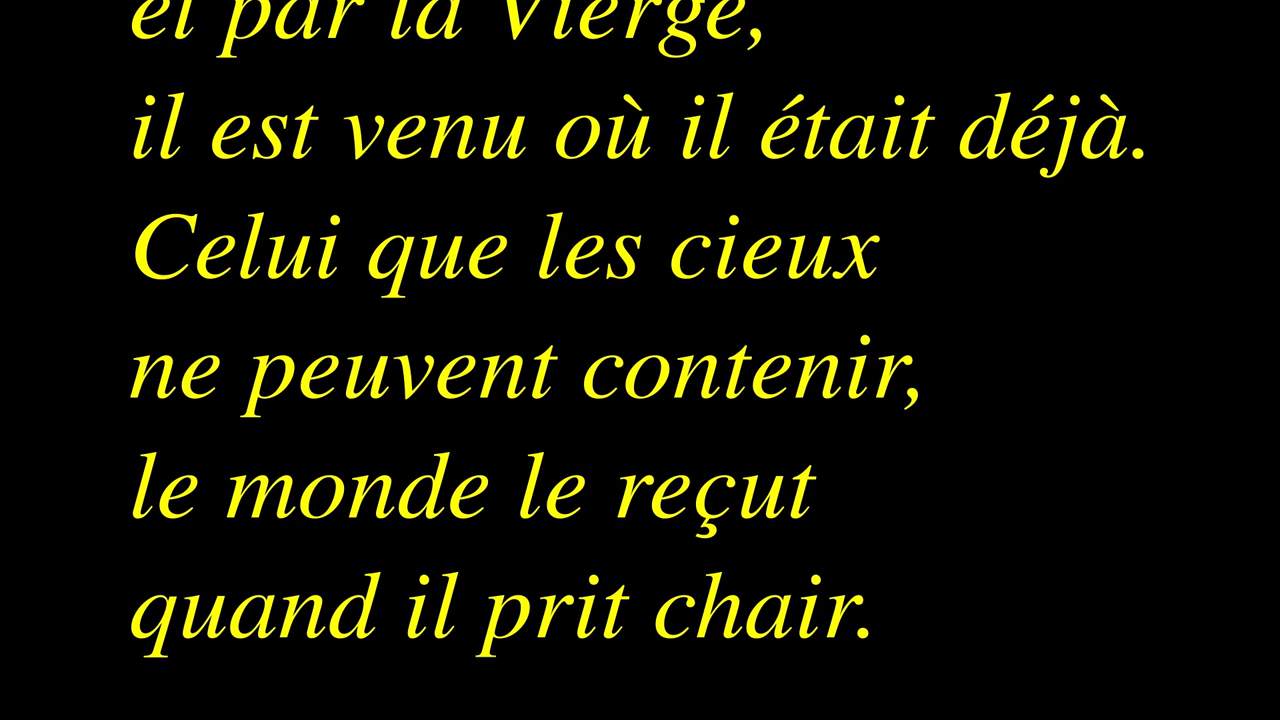 et par la Vierge,
il est venu où il était déjà.
Celui que les cieux
ne peuvent contenir,
le monde le reçut
quand il prit chair.